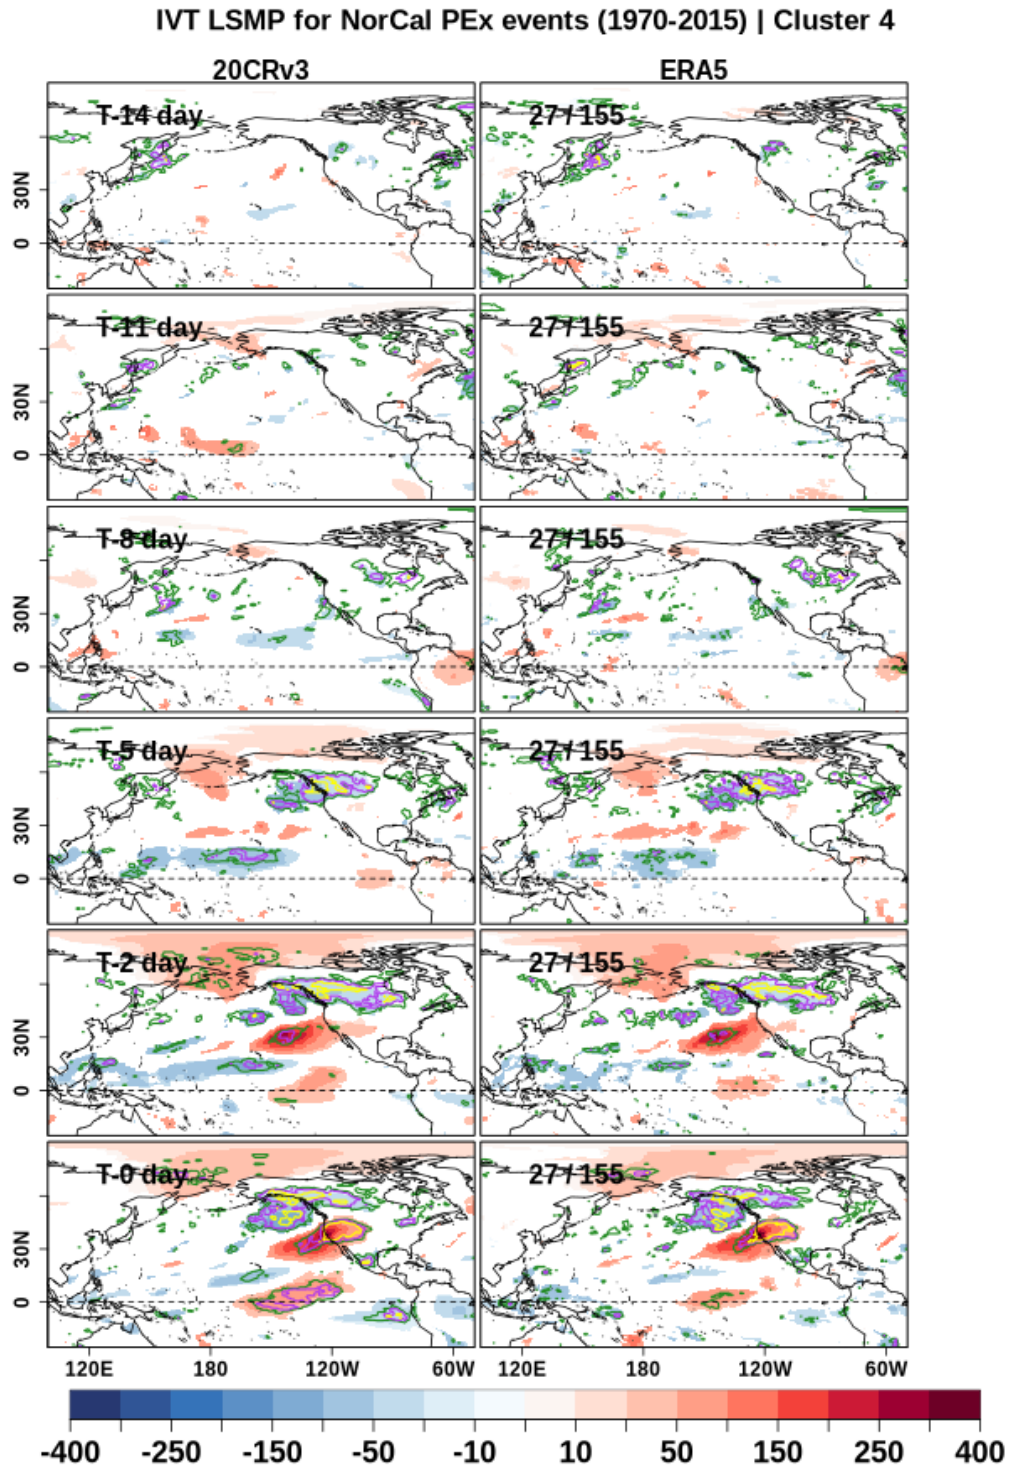 IVT LSMP for NorCal PEx events (1970-2015) | Cluster 4
20CRv3 ERA5
T-14 day 27 / 155
30N
0
T-11 day 27 / 155
30N
0
T-8 day 27 / 155
30N
0
T-5 day 27 / 155
30N
0
T-2 day 27 / 155
30N
0
T-0 day 27 / 155
30N
0
120E 180 120W 60W 120E 180 120W 60W
-400 -250 -150 -50 -10 10 50 150 250 400